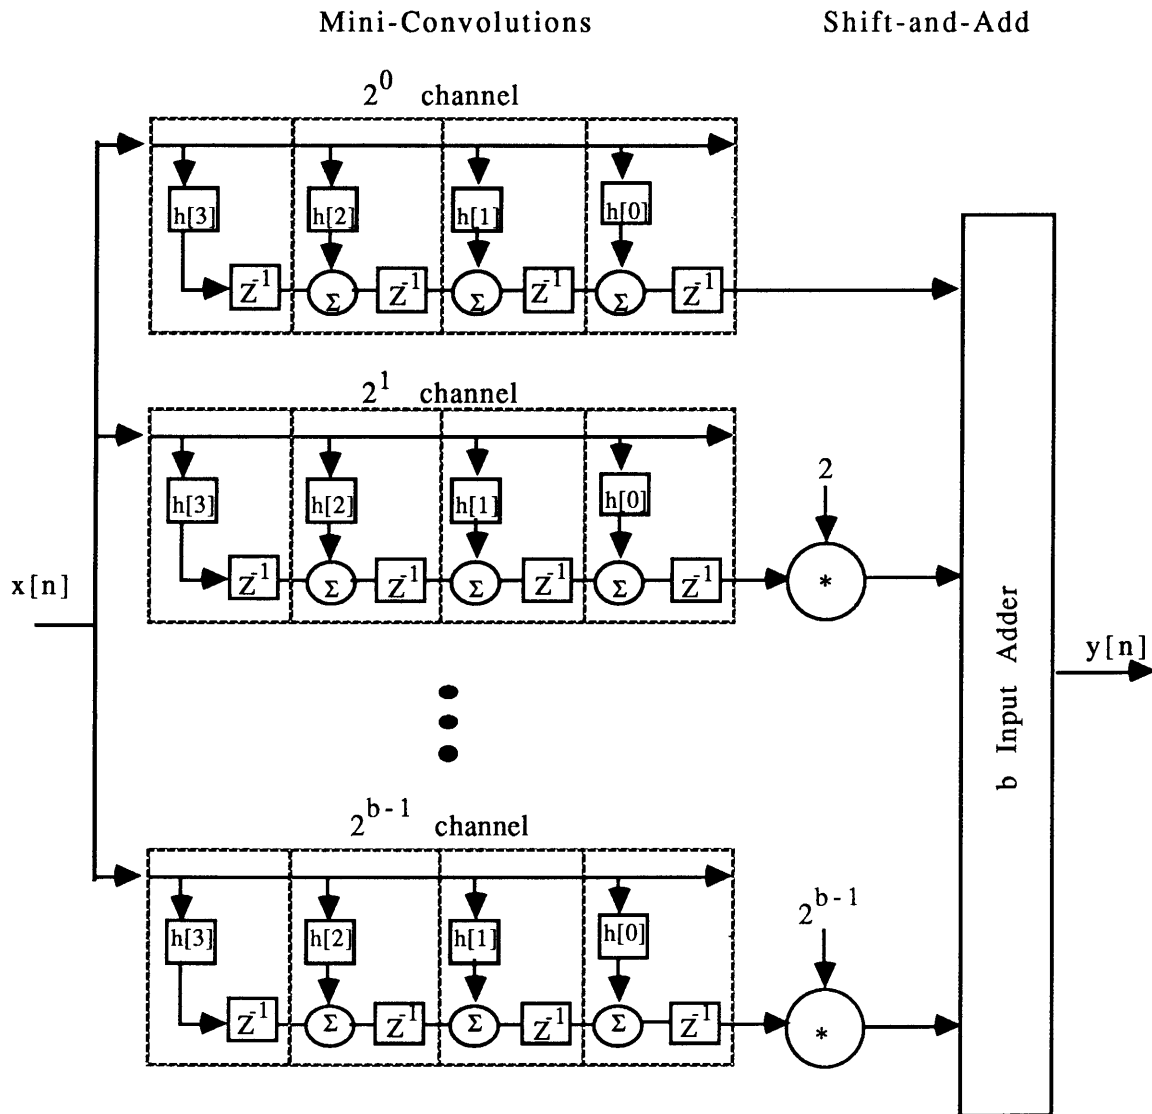 Mini-Convolutions Shift-and-Add
2^0 channel
h[3] h[2] h[1] h[0]
Z^-1 Σ Z^-1 Σ Z^-1 Σ Z^-1
2^1 channel
2
h[3] h[2] h[1] h[0]
Z^-1 Σ Z^-1 Σ Z^-1 Σ Z^-1 *
x[n]
b Input Adder
y[n]
2^b-1 channel
2^b-1
h[3] h[2] h[1] h[0]
Z^-1 Σ Z^-1 Σ Z^-1 Σ Z^-1 *